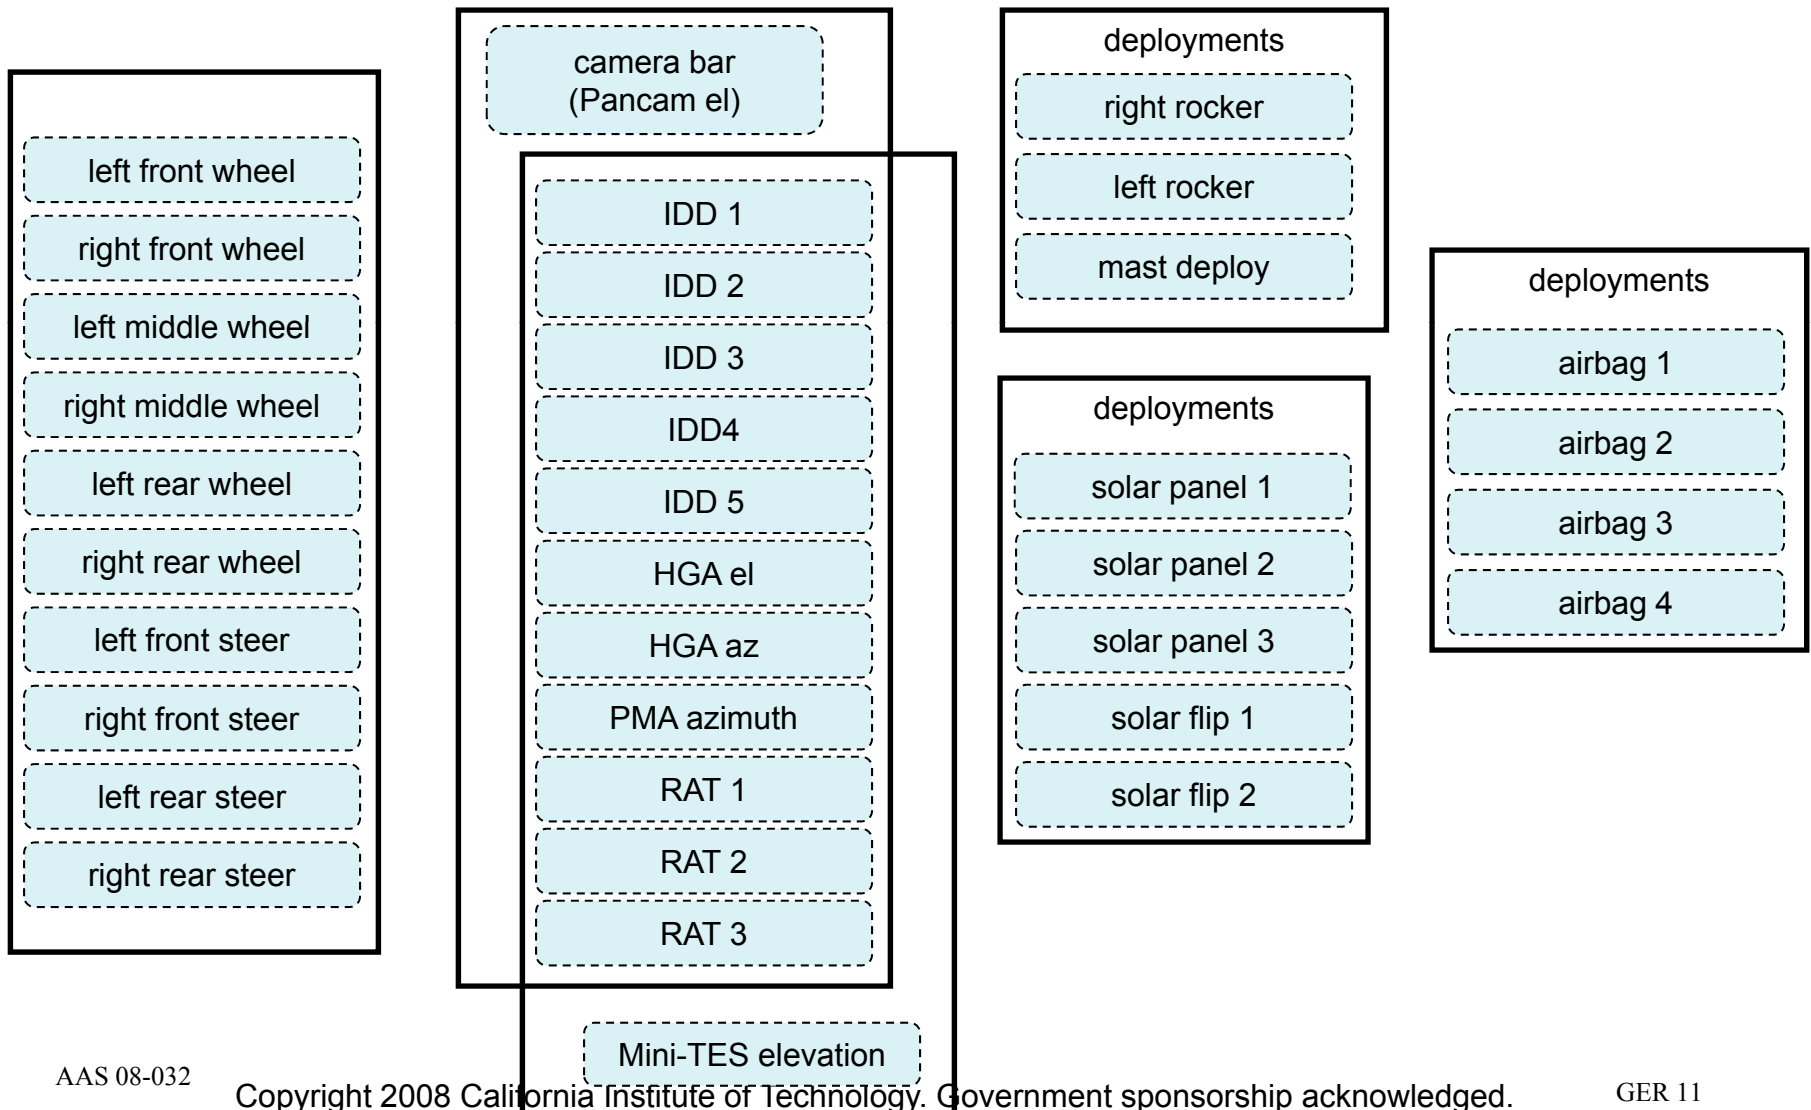 left front wheel
right front wheel
left middle wheel
right middle wheel
left rear wheel
right rear wheel
left front steer
right front steer
left rear steer
right rear steer
camera bar
(Pancam el)
IDD 1
IDD 2
IDD 3
IDD4
IDD 5
HGA el
HGA az
PMA azimuth
RAT 1
RAT 2
RAT 3
Mini-TES elevation
deployments
right rocker
left rocker
mast deploy
deployments
solar panel 1
solar panel 2
solar panel 3
solar flip 1
solar flip 2
deployments
airbag 1
airbag 2
airbag 3
airbag 4
AAS 08-032
Copyright 2008 California Institute of Technology. Government sponsorship acknowledged.
GER 11